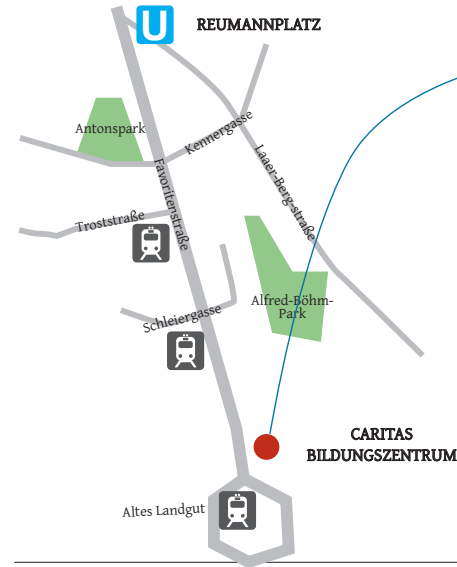 U
REUMANNPLATZ
Antonspark
Kennergasse
Favoritenstraße
Laaer-Berg-straße
Troststraße
Alfred-Böhm-
Park
Schleiergasse
CARITAS
BILDUNGSZENTRUM
Altes Landgut